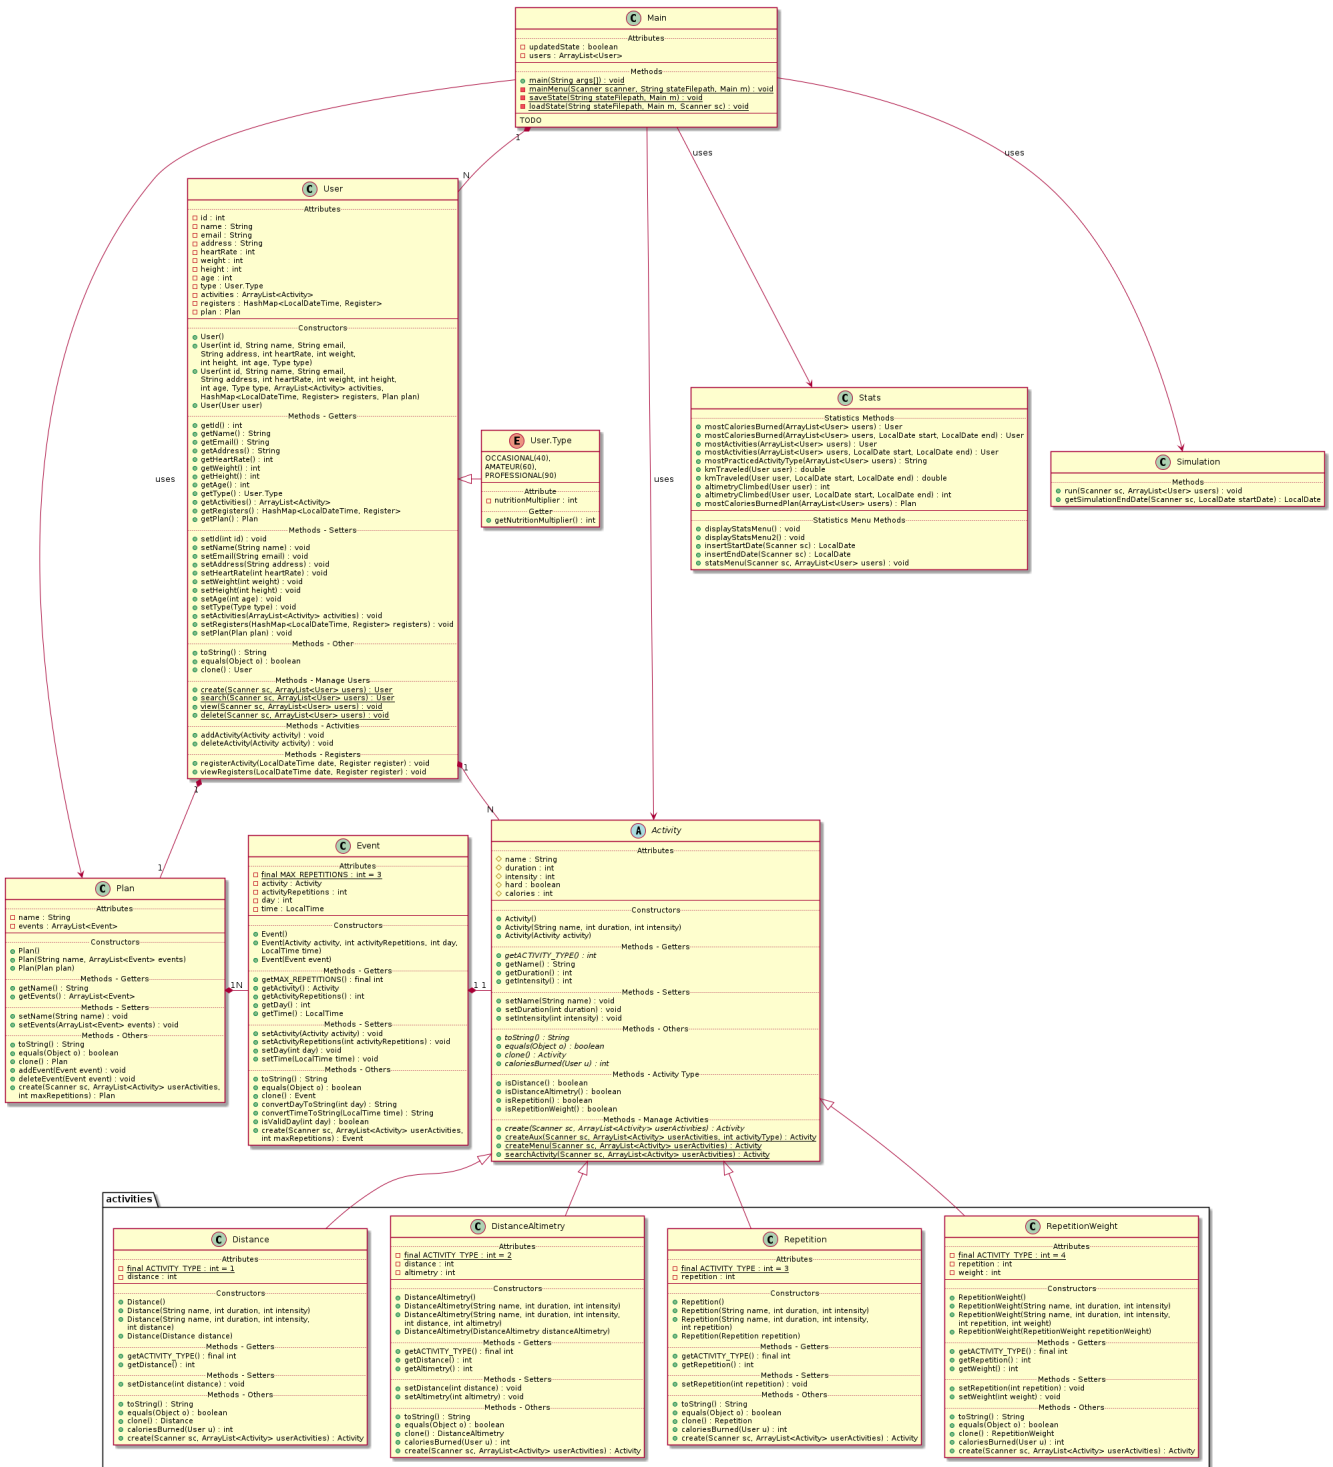 Main
Attributes
updatedState : boolean
users : ArrayList<User>
Methods
main(String args[]) : void
mainMenu(Scanner scanner, String stateFilepath, Main m) : void
saveState(String stateFilepath, Main m) : void
loadState(String stateFilepath, Main m, Scanner sc) : void
TODO
1
N
uses
uses
uses
uses
User
Attributes
id : int
name : String
email : String
address : String
heartRate : int
weight : int
height : int
age : int
type : User.Type
activities : ArrayList<Activity>
registers : HashMap<LocalDateTime, Register>
plan : Plan
Constructors
User()
User(int id, String name, String email,
String address, int heartRate, int weight,
int height, int age, Type type)
User(int id, String name, String email,
String address, int heartRate, int weight, int height,
int age, Type type, ArrayList<Activity> activities,
HashMap<LocalDateTime, Register> registers, Plan plan)
User(User user)
Methods - Getters
getId() : int
getName() : String
getEmail() : String
getAddress() : String
getHeartRate() : int
getWeight() : int
getHeight() : int
getAge() : int
getType() : User.Type
getActivities() : ArrayList<Activity>
getRegisters() : HashMap<LocalDateTime, Register>
getPlan() : Plan
Methods - Setters
setId(int id) : void
setName(String name) : void
setEmail(String email) : void
setAddress(String address) : void
setHeartRate(int heartRate) : void
setWeight(int weight) : void
setHeight(int height) : void
setAge(int age) : void
setType(Type type) : void
setActivities(ArrayList<Activity> activities) : void
setRegisters(HashMap<LocalDateTime, Register> registers) : void
setPlan(Plan plan) : void
Methods - Other
toString() : String
equals(Object o) : boolean
clone() : User
Methods - Manage Users
create(Scanner sc, ArrayList<User> users) : User
search(Scanner sc, ArrayList<User> users) : User
view(Scanner sc, ArrayList<User> users) : void
delete(Scanner sc, ArrayList<User> users) : void
Methods - Activities
addActivity(Activity activity) : void
deleteActivity(Activity activity) : void
Methods - Registers
registerActivity(LocalDateTime date, Register register) : void
viewRegisters(LocalDateTime date, Register register) : void
User.Type
OCCASIONAL(40),
AMATEUR(60),
PROFESSIONAL(90)
Attribute
nutritionMultiplier : int
Getter
getNutritionMultiplier() : int
Stats
Statistics Methods
mostCaloriesBurned(ArrayList<User> users) : User
mostCaloriesBurned(ArrayList<User> users, LocalDate start, LocalDate end) : User
mostActivities(ArrayList<User> users) : User
mostActivities(ArrayList<User> users, LocalDate start, LocalDate end) : User
mostPracticedActivityType(ArrayList<User> users) : String
kmTraveled(User user) : double
kmTraveled(User user, LocalDate start, LocalDate end) : double
altimetryClimbed(User user) : int
altimetryClimbed(User user, LocalDate start, LocalDate end) : int
mostCaloriesBurnedPlan(ArrayList<User> users) : Plan
Statistics Menu Methods
displayStatsMenu() : void
displayStatsMenu2() : void
insertStartDate(Scanner sc) : LocalDate
insertEndDate(Scanner sc) : LocalDate
statsMenu(Scanner sc, ArrayList<User> users) : void
Simulation
Methods
run(Scanner sc, ArrayList<User> users) : void
getSimulationEndDate(Scanner sc, LocalDate startDate) : LocalDate
1
1
1
N
Plan
Attributes
name : String
events : ArrayList<Event>
Constructors
Plan()
Plan(String name, ArrayList<Event> events)
Plan(Plan plan)
Methods - Getters
getName() : String
getEvents() : ArrayList<Event>
Methods - Setters
setName(String name) : void
setEvents(ArrayList<Event> events) : void
Methods - Others
toString() : String
equals(Object o) : boolean
clone() : Plan
addEvent(Event event) : void
deleteEvent(Event event) : void
create(Scanner sc, ArrayList<Activity> userActivities,
int maxRepetitions) : Plan
1N
Event
Attributes
final MAX_REPETITIONS : int = 3
activity : Activity
activityRepetitions : int
day : int
time : LocalTime
Constructors
Event()
Event(Activity activity, int activityRepetitions, int day,
LocalTime time)
Event(Event event)
Methods - Getters
getMAX_REPETITIONS() : final int
getActivity() : Activity
getActivityRepetitions() : int
getDay() : int
getTime() : LocalTime
Methods - Setters
setActivity(Activity activity) : void
setActivityRepetitions(int activityRepetitions) : void
setDay(int day) : void
setTime(LocalTime time) : void
Methods - Others
toString() : String
equals(Object o) : boolean
clone() : Event
convertDayToString(int day) : String
convertTimeToString(LocalTime time) : String
isValidDay(int day) : boolean
create(Scanner sc, ArrayList<Activity> userActivities,
int maxRepetitions) : Event
1 1
Activity
Attributes
name : String
duration : int
intensity : int
hard : boolean
calories : int
Constructors
Activity()
Activity(String name, int duration, int intensity)
Activity(Activity activity)
Methods - Getters
getACTIVITY_TYPE() : int
getName() : String
getDuration() : int
getIntensity() : int
Methods - Setters
setName(String name) : void
setDuration(int duration) : void
setIntensity(int intensity) : void
Methods - Others
toString() : String
equals(Object o) : boolean
clone() : Activity
caloriesBurned(User u) : int
Methods - Activity Type
isDistance() : boolean
isDistanceAltimetry() : boolean
isRepetition() : boolean
isRepetitionWeight() : boolean
Methods - Manage Activities
create(Scanner sc, ArrayList<Activity> userActivities) : Activity
createAux(Scanner sc, ArrayList<Activity> userActivities, int activityType) : Activity
createMenu(Scanner sc, ArrayList<Activity> userActivities) : Activity
searchActivity(Scanner sc, ArrayList<Activity> userActivities) : Activity
activities
Distance
Attributes
final ACTIVITY_TYPE : int = 1
distance : int
Constructors
Distance()
Distance(String name, int duration, int intensity)
Distance(String name, int duration, int intensity,
int distance)
Distance(Distance distance)
Methods - Getters
getACTIVITY_TYPE() : final int
getDistance() : int
Methods - Setters
setDistance(int distance) : void
Methods - Others
toString() : String
equals(Object o) : boolean
clone() : Distance
caloriesBurned(User u) : int
create(Scanner sc, ArrayList<Activity> userActivities) : Activity
DistanceAltimetry
Attributes
final ACTIVITY_TYPE : int = 2
distance : int
altimetry : int
Constructors
DistanceAltimetry()
DistanceAltimetry(String name, int duration, int intensity)
DistanceAltimetry(String name, int duration, int intensity,
int distance, int altimetry)
DistanceAltimetry(DistanceAltimetry distanceAltimetry)
Methods - Getters
getACTIVITY_TYPE() : final int
getDistance() : int
getAltimetry() : int
Methods - Setters
setDistance(int distance) : void
setAltimetry(int altimetry) : void
Methods - Others
toString() : String
equals(Object o) : boolean
clone() : DistanceAltimetry
caloriesBurned(User u) : int
create(Scanner sc, ArrayList<Activity> userActivities) : Activity
Repetition
Attributes
final ACTIVITY_TYPE : int = 3
repetition : int
Constructors
Repetition()
Repetition(String name, int duration, int intensity)
Repetition(String name, int duration, int intensity,
int repetition)
Repetition(Repetition repetition)
Methods - Getters
getACTIVITY_TYPE() : final int
getRepetition() : int
Methods - Setters
setRepetition(int repetition) : void
Methods - Others
toString() : String
equals(Object o) : boolean
clone() : Repetition
caloriesBurned(User u) : int
create(Scanner sc, ArrayList<Activity> userActivities) : Activity
RepetitionWeight
Attributes
final ACTIVITY_TYPE : int = 4
repetition : int
weight : int
Constructors
RepetitionWeight()
RepetitionWeight(String name, int duration, int intensity)
RepetitionWeight(String name, int duration, int intensity,
int repetition, int weight)
RepetitionWeight(RepetitionWeight repetitionWeight)
Methods - Getters
getACTIVITY_TYPE() : final int
getRepetition() : int
getWeight() : int
Methods - Setters
setRepetition(int repetition) : void
setWeight(int weight) : void
Methods - Others
toString() : String
equals(Object o) : boolean
clone() : RepetitionWeight
caloriesBurned(User u) : int
create(Scanner sc, ArrayList<Activity> userActivities) : Activity